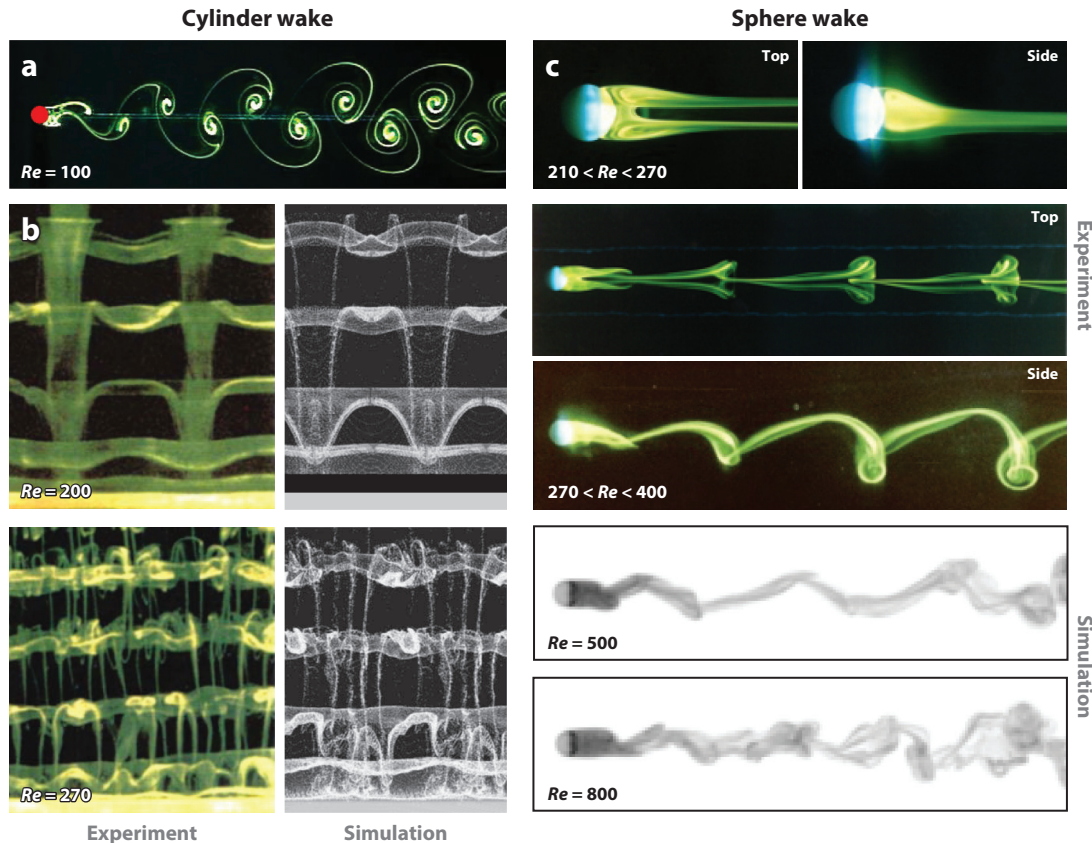 Cylinder wake
a
Re = 100
b
Re = 200
Re = 270
Experiment
Simulation
Sphere wake
c
Top
Side
210 < Re < 270
Top
Side
270 < Re < 400
Experiment
Re = 500
Re = 800
Simulation